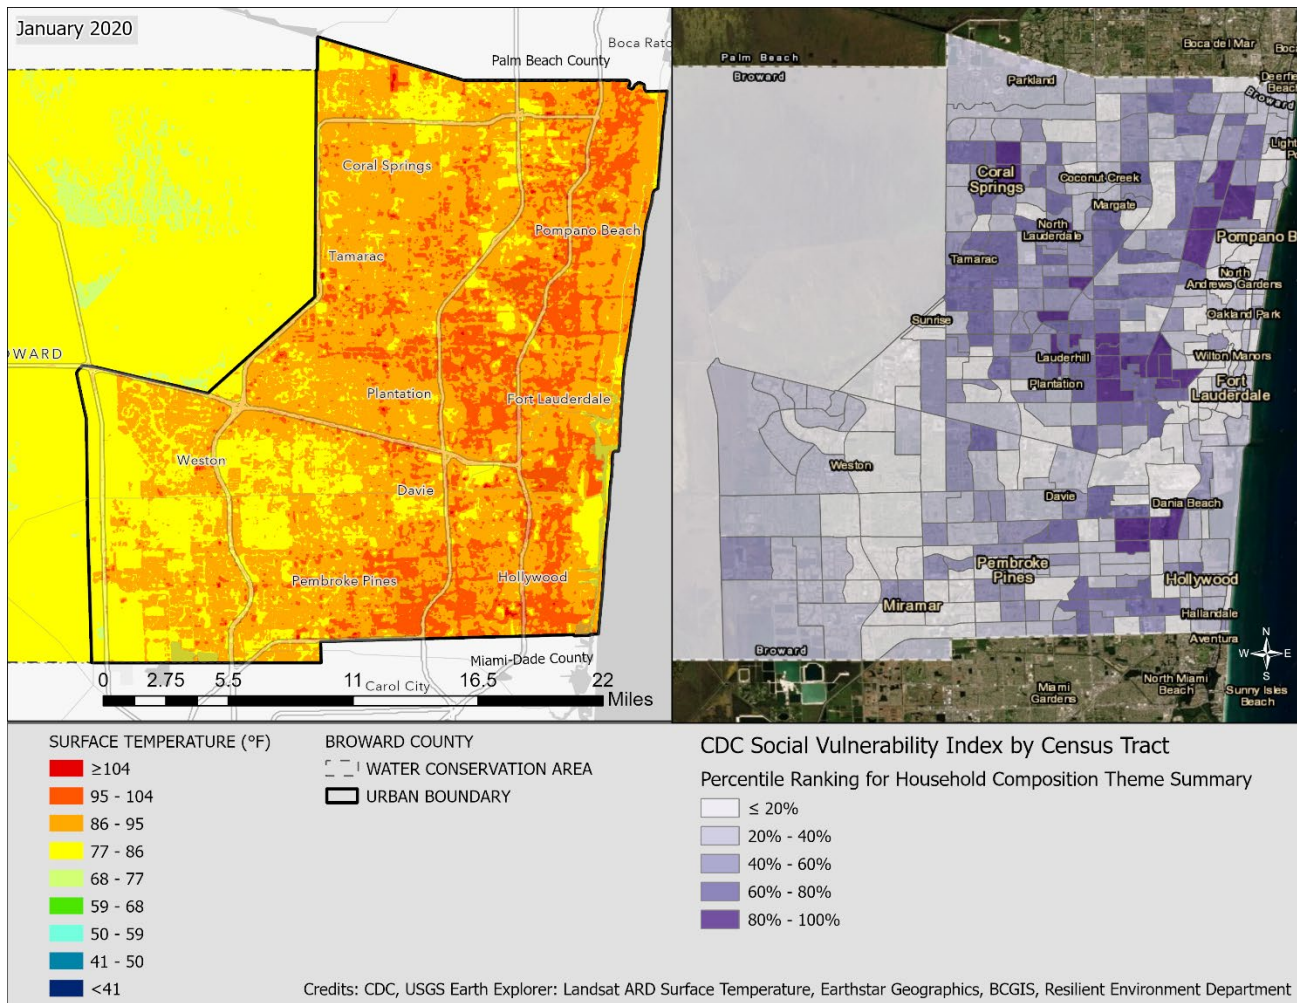 January 2020
Boca Rato
Palm Beach County
Coral Springs
Pompano Beach
Tamarac
OWARD
Plantation
Fort Lauderdale
Weston
Davie
Pembroke Pines
Hollywood
Miami-Dade County
Carol City
0 2.75 5.5 11 16.5 22
Miles
Palm Beach
Broward
Boca del Mar
Boca
Parkland
Deerfie
Beach
Broward
Light
Po
Coral
Springs
Coconut Creek
Margate
North
Lauderdale
Pompano B
Tamarac
North
Andrews Gardens
Sunrise
Oakland Park
Lauderhill
Wilton Manors
Plantation
Fort
Lauderdale
Weston
Davie
Dania Beach
Pembroke
Pines
Hollywood
Miramar
Hallandale
Aventura
Broward
N
W E
S
Miami
Gardens
North Miami
Beach
Sunny Isles
Beach
SURFACE TEMPERATURE (°F)
≥104
95 - 104
86 - 95
77 - 86
68 - 77
59 - 68
50 - 59
41 - 50
<41
BROWARD COUNTY
WATER CONSERVATION AREA
URBAN BOUNDARY
CDC Social Vulnerability Index by Census Tract
Percentile Ranking for Household Composition Theme Summary
≤ 20%
20% - 40%
40% - 60%
60% - 80%
80% - 100%
Credits: CDC, USGS Earth Explorer: Landsat ARD Surface Temperature, Earthstar Geographics, BCGIS, Resilient Environment Department